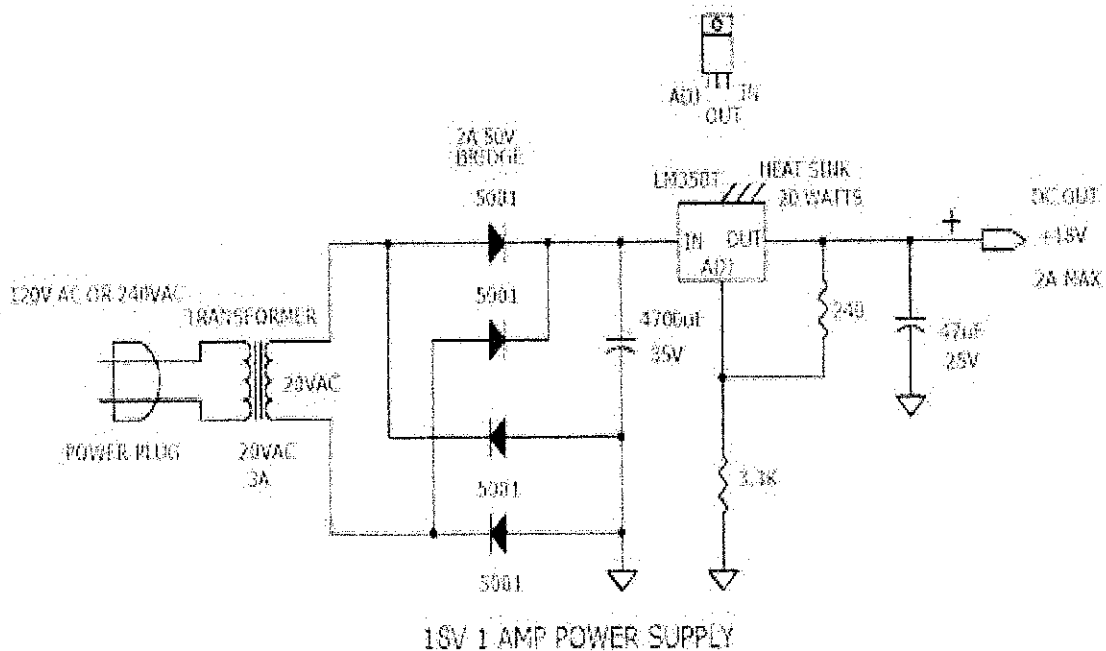 ADJ IN
OUT
2A 50V
BRIDGE
5001
LM350T
HEAT SINK
20 WATTS
IN OUT
ADJ
DC OUT
+18V
2A MAX
5001
120V AC OR 240VAC
TRANSFORMER
4700uF
35V
240
47uF
25V
20VAC
POWER PLUG
20VAC
3A
5001
3.3K
5001
18V 1 AMP POWER SUPPLY